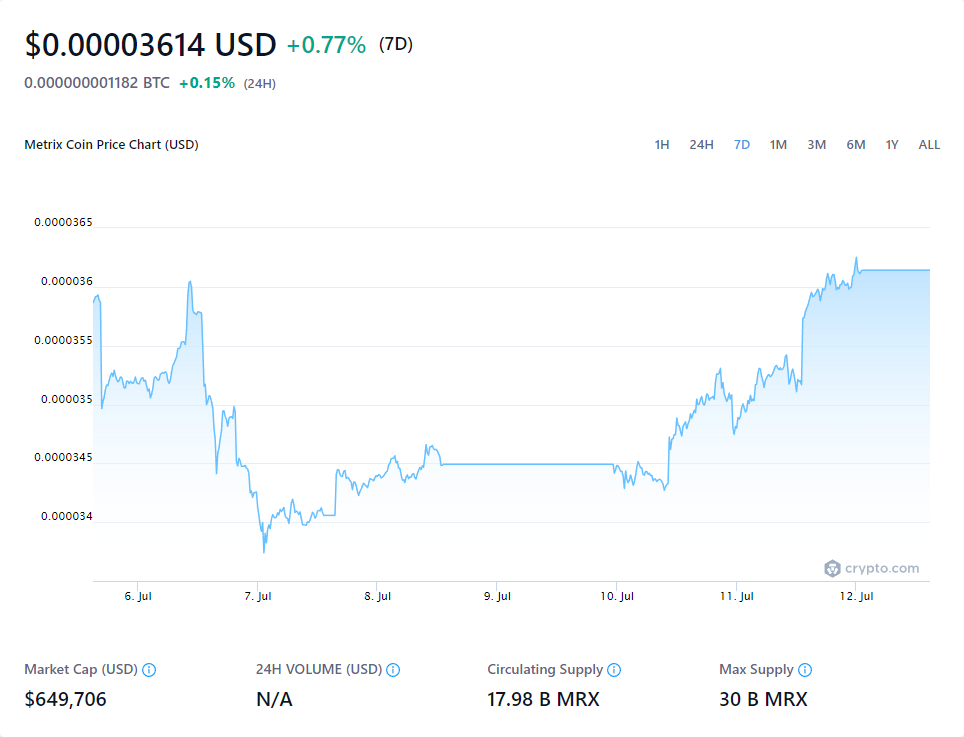 $0.00003614 USD +0.77% (7D)
0.000000001182 BTC +0.15% (24H)
Metrix Coin Price Chart (USD) 1H 24H 7D 1M 3M 6M 1Y ALL
0.0000365
0.000036
0.0000355
0.000035
0.0000345
0.000034
crypto.com
6. Jul 7. Jul 8. Jul 9. Jul 10. Jul 11. Jul 12. Jul
Market Cap (USD) 24H VOLUME (USD) Circulating Supply Max Supply
$649,706 N/A 17.98 B MRX 30 B MRX